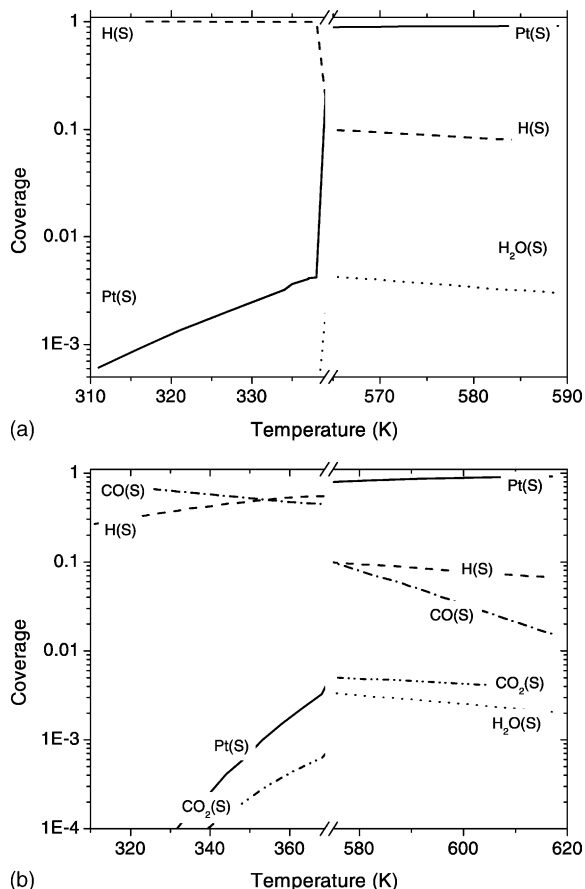 1
H(S)
Pt(S)
0.1
H(S)
Coverage
0.01
H₂O(S)
Pt(S)
1E-3
310 320 330 570 580 590
(a) Temperature (K)
1
CO(S)
Pt(S)
H(S)
0.1
H(S)
CO(S)
Coverage
0.01
CO₂(S)
H₂O(S)
Pt(S)
1E-3
CO₂(S)
1E-4
320 340 360 580 600 620
(b) Temperature (K)